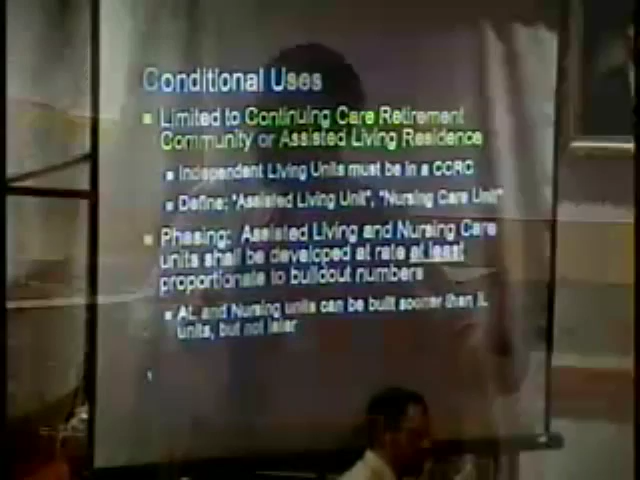 Conditional Uses
Limited to Continuing Care Retirement
Community or Assisted Living Residence
Independent Living Units must be in a CCRC
Define; "Assisted Living Unit", "Nursing Care Unit"
Phasing: Assisted Living and Nursing Care
units shall be developed at rate at least
proportionate to buildout numbers
AL and Nursing units can be built sooner than IL
units, but not later